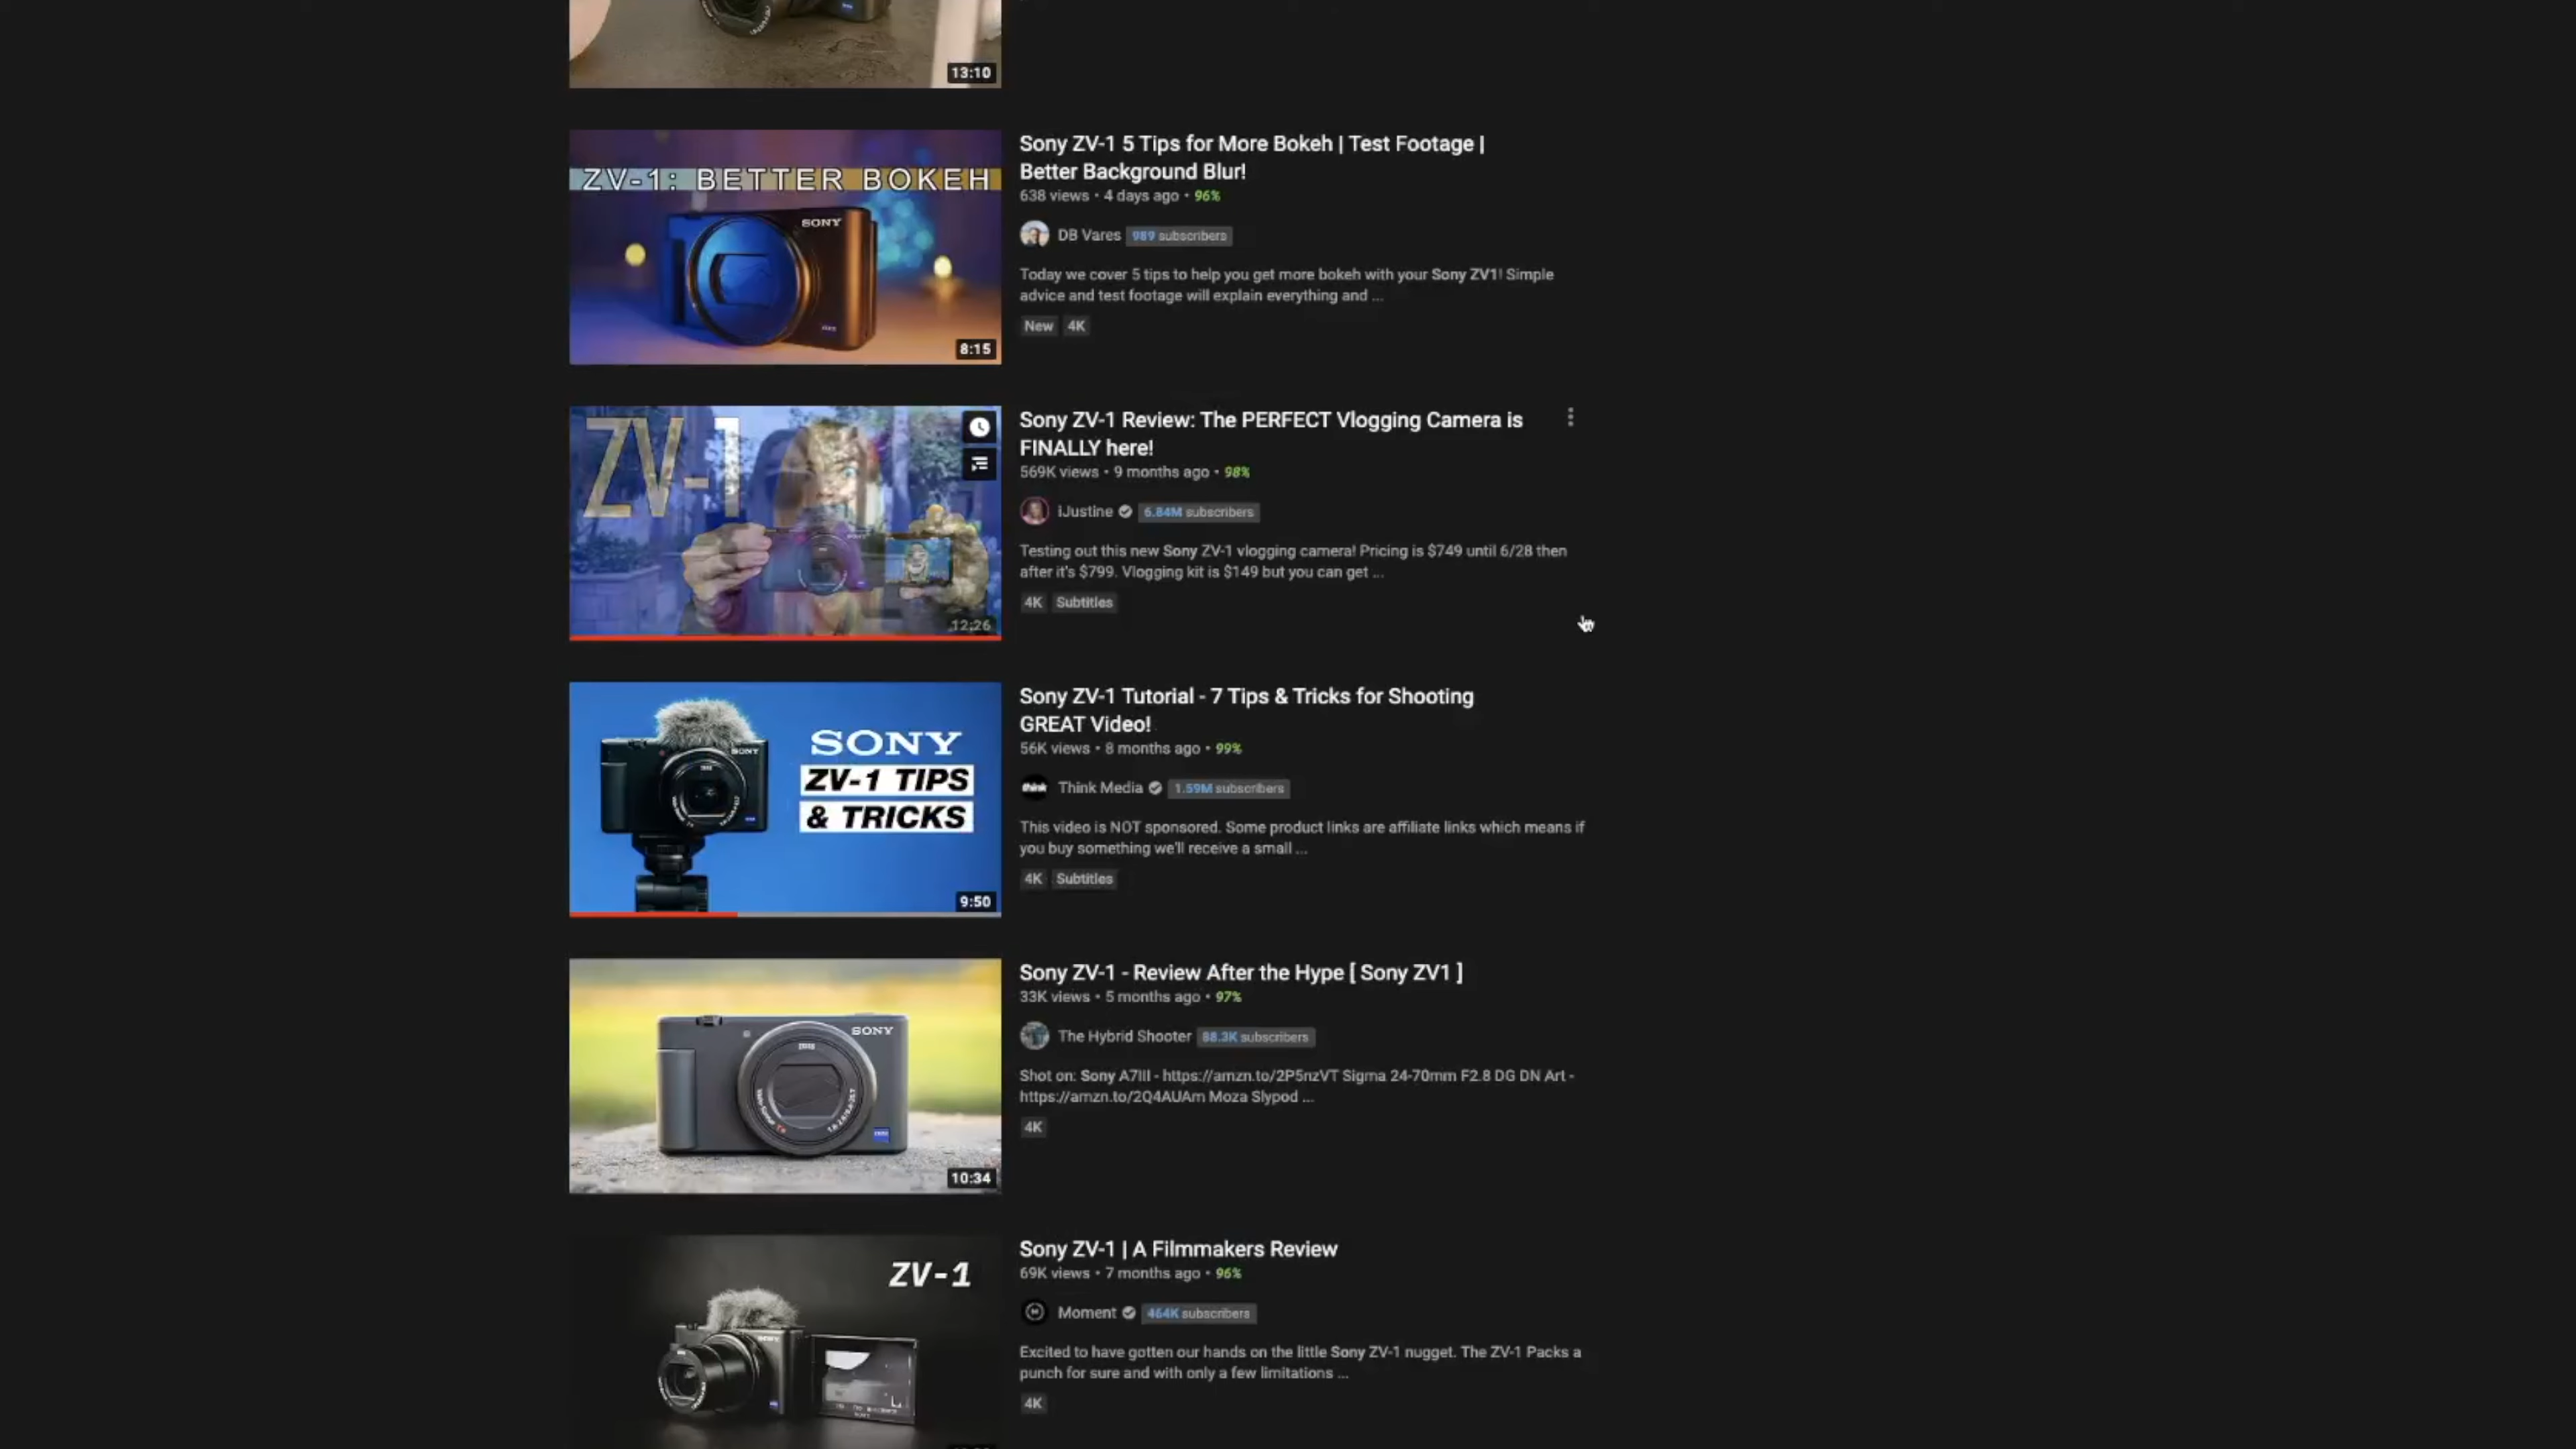 13:10
ZV-1: BETTER BOKEH
SONY
8:15
Sony ZV-1 5 Tips for More Bokeh | Test Footage |
Better Background Blur!
638 views • 4 days ago • 96%
DB Vares 989 subscribers
Today we cover 5 tips to help you get more bokeh with your Sony ZV1! Simple
advice and test footage will explain everything and ...
New 4K
ZV-1
12:26
Sony ZV-1 Review: The PERFECT Vlogging Camera is
FINALLY here!
569K views • 9 months ago • 98%
iJustine 6.84M subscribers
Testing out this new Sony ZV-1 vlogging camera! Pricing is $749 until 6/28 then
after it's $799. Vlogging kit is $149 but you can get ...
4K Subtitles
SONY
SONY
ZV-1 TIPS
& TRICKS
9:50
Sony ZV-1 Tutorial - 7 Tips & Tricks for Shooting
GREAT Video!
56K views • 8 months ago • 99%
think
Think Media 1.59M subscribers
This video is NOT sponsored. Some product links are affiliate links which means if
you buy something we'll receive a small ...
4K Subtitles
SONY
ZEISS
10:34
Sony ZV-1 - Review After the Hype [ Sony ZV1 ]
33K views • 5 months ago • 97%
The Hybrid Shooter 88.3K subscribers
Shot on: Sony A7III - https://amzn.to/2P5nzVT Sigma 24-70mm F2.8 DG DN Art -
https://amzn.to/2Q4AUAm Moza Slypod ...
4K
ZV-1
SONY
Sony ZV-1 | A Filmmakers Review
69K views • 7 months ago • 96%
Moment 464K subscribers
Excited to have gotten our hands on the little Sony ZV-1 nugget. The ZV-1 Packs a
punch for sure and with only a few limitations ...
4K